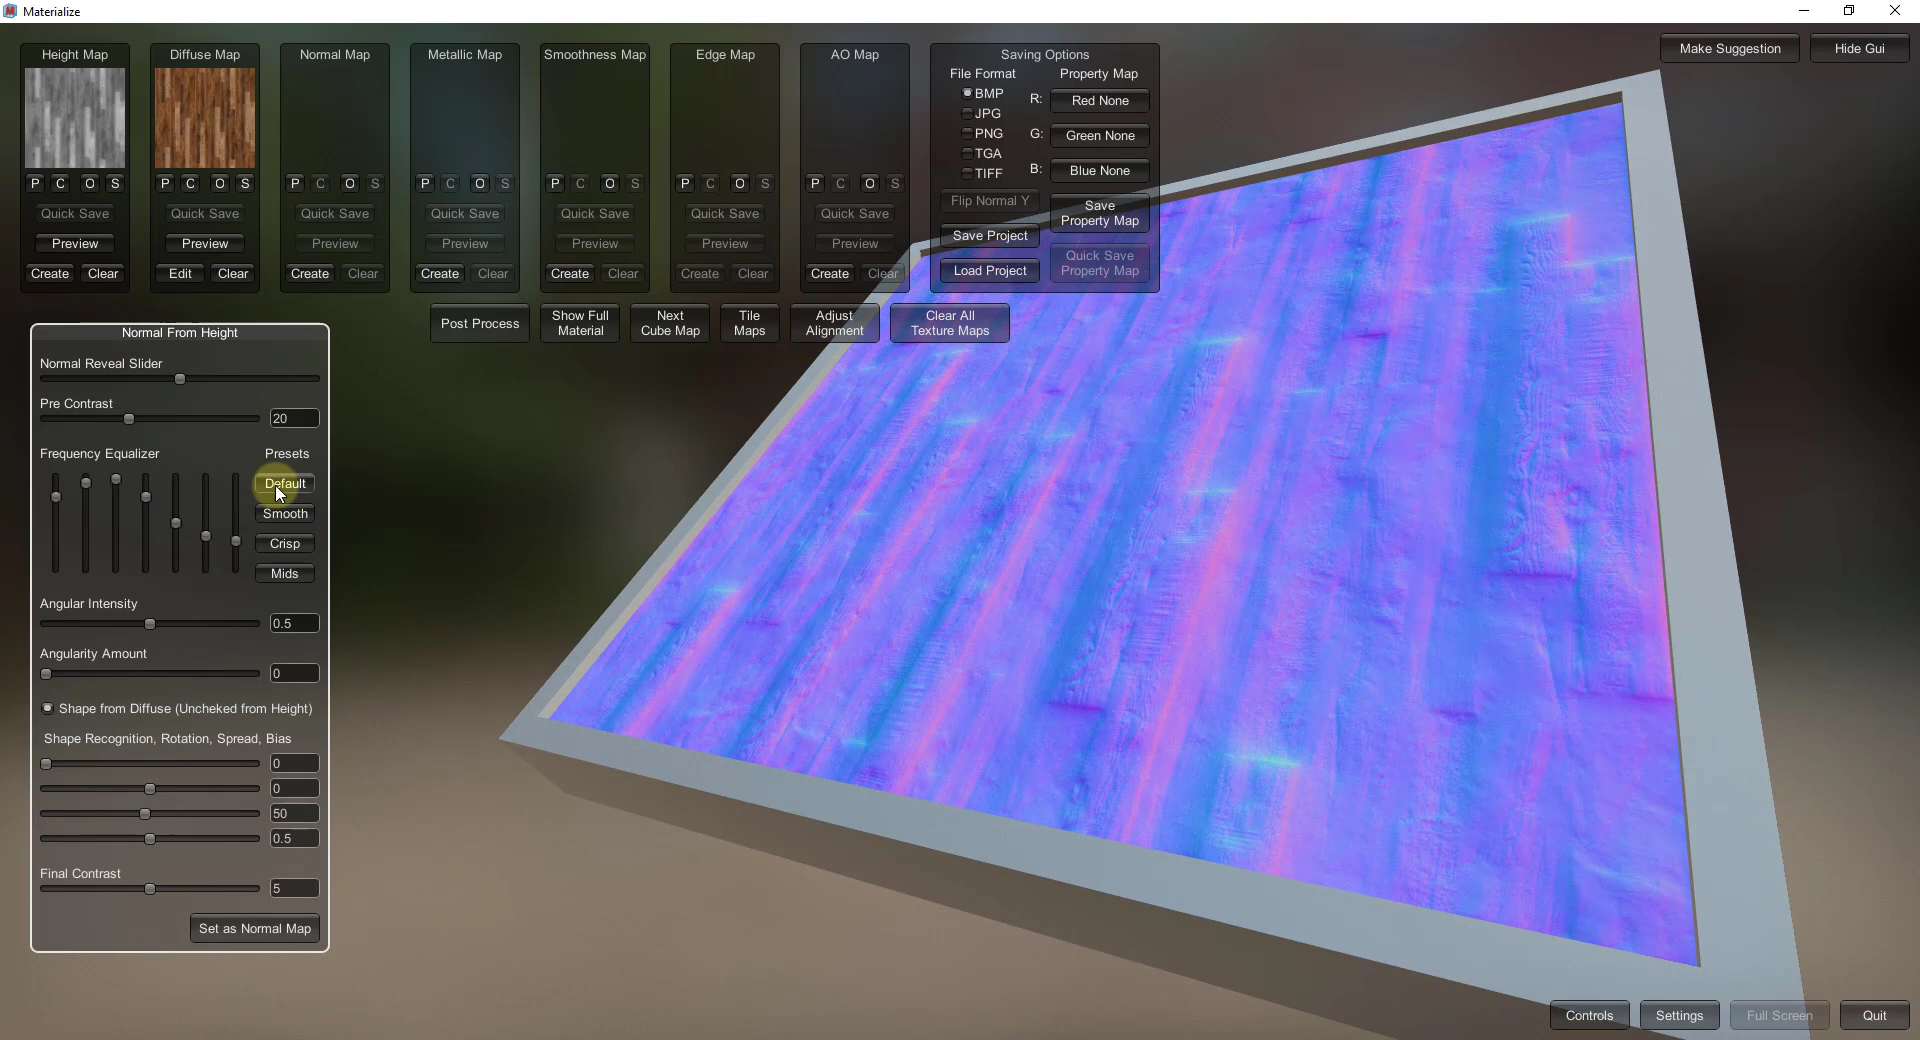 Materialize
Height Map
Diffuse Map
Normal Map
Metallic Map
Smoothness Map
Edge Map
AO Map
Saving Options
Make Suggestion
Hide Gui
File Format
Property Map
BMP
R:
Red None
JPG
PNG
G:
Green None
TGA
TIFF
B:
Blue None
P C O S
P C O S
P C O S
P C O S
P C O S
P C O S
P C O S
Flip Normal Y
Save
Property Map
Quick Save
Quick Save
Quick Save
Quick Save
Quick Save
Quick Save
Quick Save
Save Project
Preview
Preview
Preview
Preview
Preview
Preview
Preview
Quick Save
Property Map
Load Project
Create Clear
Edit Clear
Create Clear
Create Clear
Create Clear
Create Clear
Create Clear
Post Process
Show Full
Material
Next
Cube Map
Tile
Maps
Adjust
Alignment
Clear All
Texture Maps
Normal From Height
Normal Reveal Slider
Pre Contrast
20
Frequency Equalizer
Presets
Default
Smooth
Crisp
Mids
Angular Intensity
0.5
Angularity Amount
0
Shape from Diffuse (Uncheked from Height)
Shape Recognition, Rotation, Spread, Bias
0
0
50
0.5
Final Contrast
5
Set as Normal Map
Controls
Settings
Full Screen
Quit